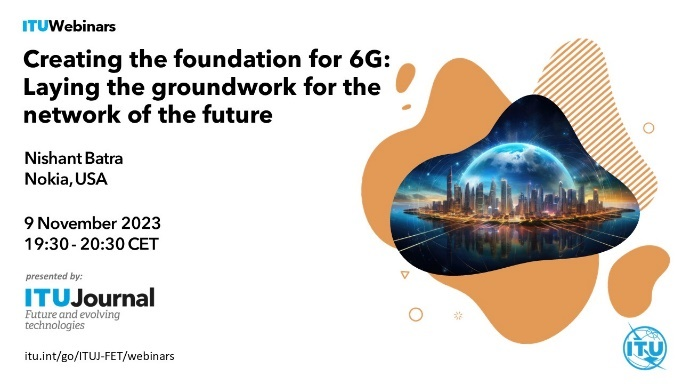 ITUWebinars
Creating the foundation for 6G:
Laying the groundwork for the
network of the future
Nishant Batra
Nokia, USA
9 November 2023
19:30 - 20:30 CET
presented by:
ITUJournal
Future and evolving
technologies
itu.int/go/ITUJ-FET/webinars
ITU